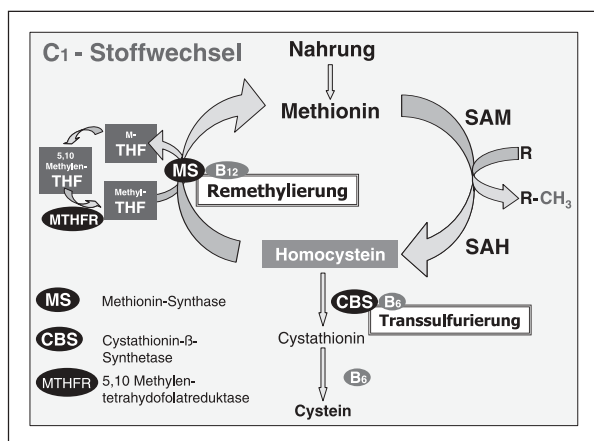 C1 - Stoffwechsel
Nahrung
Methionin
SAM
R
R-CH3
SAH
M-
THF
5,10
Methylen-
THF
Methyl-
THF
MTHFR
MS
B12
Remethylierung
Homocystein
CBS
B6
Transsulfurierung
Cystathionin
B6
Cystein
MS Methionin-Synthase
CBS Cystathionin-ß-
Synthetase
MTHFR 5,10 Methylen-
tetrahydofolatreduktase